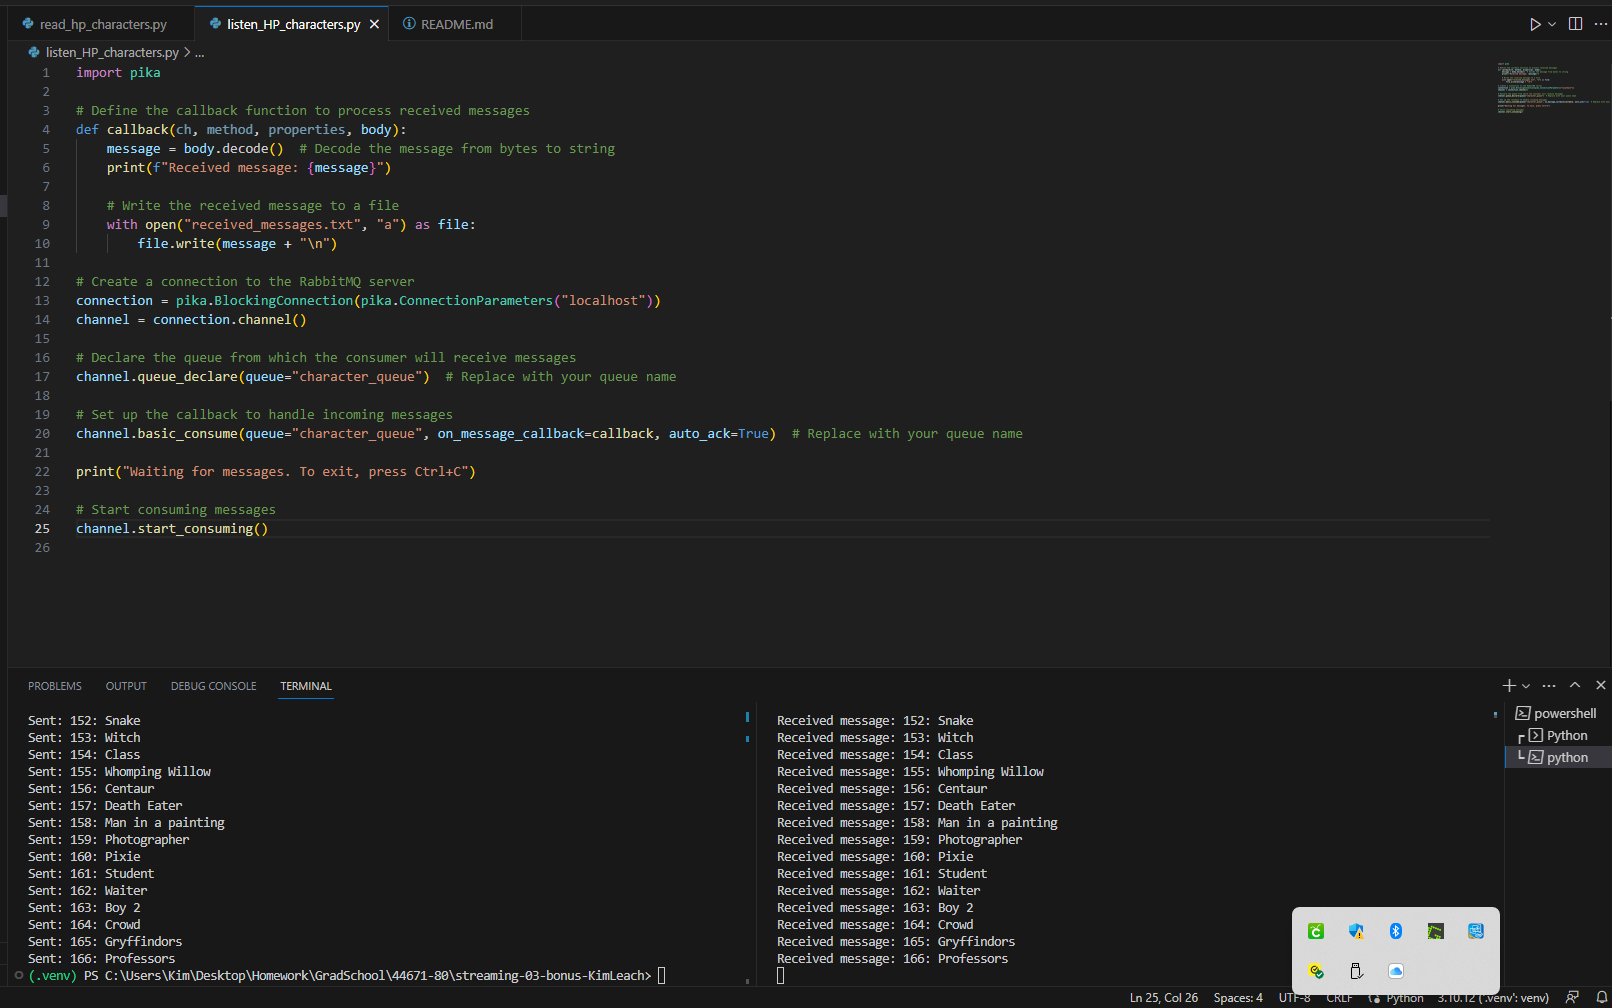 read_hp_characters.py
listen_HP_characters.py
README.md
listen_HP_characters.py > ...
1 import pika
2
3 # Define the callback function to process received messages
4 def callback(ch, method, properties, body):
5 message = body.decode()  # Decode the message from bytes to string
6 print(f"Received message: {message}")
7
8 # Write the received message to a file
9 with open("received_messages.txt", "a") as file:
10 file.write(message + "\n")
11
12 # Create a connection to the RabbitMQ server
13 connection = pika.BlockingConnection(pika.ConnectionParameters("localhost"))
14 channel = connection.channel()
15
16 # Declare the queue from which the consumer will receive messages
17 channel.queue_declare(queue="character_queue")  # Replace with your queue name
18
19 # Set up the callback to handle incoming messages
20 channel.basic_consume(queue="character_queue", on_message_callback=callback, auto_ack=True)  # Replace with your queue name
21
22 print("Waiting for messages. To exit, press Ctrl+C")
23
24 # Start consuming messages
25 channel.start_consuming()
26
PROBLEMS OUTPUT DEBUG CONSOLE TERMINAL
Sent: 152: Snake
Sent: 153: Witch
Sent: 154: Class
Sent: 155: Whomping Willow
Sent: 156: Centaur
Sent: 157: Death Eater
Sent: 158: Man in a painting
Sent: 159: Photographer
Sent: 160: Pixie
Sent: 161: Student
Sent: 162: Waiter
Sent: 163: Boy 2
Sent: 164: Crowd
Sent: 165: Gryffindors
Sent: 166: Professors
(.venv) PS C:\Users\Kim\Desktop\Homework\GradSchool\44671-80\streaming-03-bonus-KimLeach>
Received message: 152: Snake
Received message: 153: Witch
Received message: 154: Class
Received message: 155: Whomping Willow
Received message: 156: Centaur
Received message: 157: Death Eater
Received message: 158: Man in a painting
Received message: 159: Photographer
Received message: 160: Pixie
Received message: 161: Student
Received message: 162: Waiter
Received message: 163: Boy 2
Received message: 164: Crowd
Received message: 165: Gryffindors
Received message: 166: Professors
powershell
Python
python
Ln 25, Col 26 Spaces: 4 UTF-8 CRLF Python 3.10.12 ('.venv': venv)